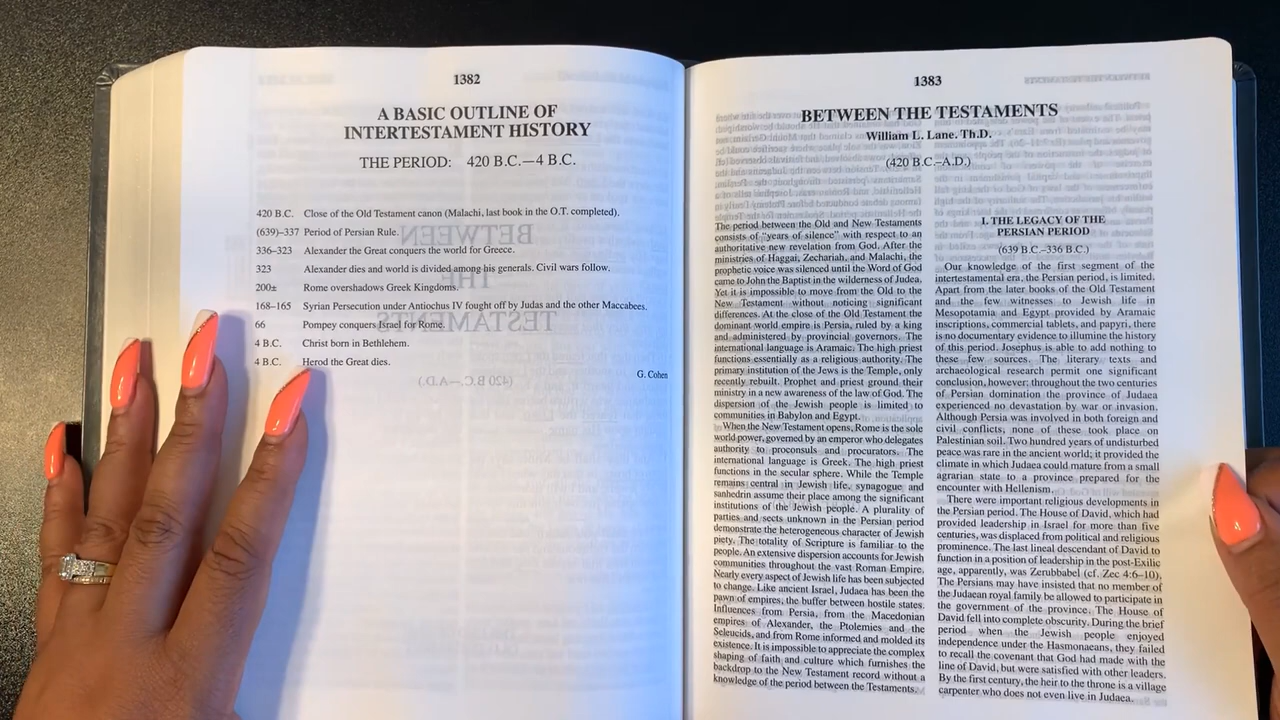 1382
A BASIC OUTLINE OF
INTERTESTAMENT HISTORY
THE PERIOD: 420 B.C.—4 B.C.
420 B.C. Close of the Old Testament canon (Malachi, last book in the O.T. completed).
(639)–337 Period of Persian Rule.
336–323 Alexander the Great conquers the world for Greece.
323 Alexander dies and world is divided among his generals. Civil wars follow.
200± Rome overshadows Greek Kingdoms.
168–165 Syrian Persecution under Antiochus IV fought off by Judas and the other Maccabees.
66 Pompey conquers Israel for Rome.
4 B.C. Christ born in Bethlehem.
4 B.C. Herod the Great dies.
G. Cohen
1383
BETWEEN THE TESTAMENTS
William L. Lane. Th.D.
(420 B.C.–A.D.)
The period between the Old and New Testaments
consists of "years of silence" with respect to an
authoritative new revelation from God. After the
ministries of Haggai, Zechariah, and Malachi, the
prophetic voice was silenced until the Word of God
came to John the Baptist in the wilderness of Judea.
Yet it is impossible to move from the Old to the
New Testament without noticing significant
differences. At the close of the Old Testament the
dominant world empire is Persia, ruled by a king
and administered by provincial governors. The
international language is Aramaic. The high priest
functions essentially as a religious authority. The
primary institution of the Jews is the Temple, only
recently rebuilt. Prophet and priest ground their
ministry in a new awareness of the law of God. The
dispersion of the Jewish people is limited to
communities in Babylon and Egypt.
When the New Testament opens, Rome is the sole
world power, governed by an emperor who delegates
authority to proconsuls and procurators. The
international language is Greek. The high priest
functions in the secular sphere. While the Temple
remains central in Jewish life, synagogue and
sanhedrin assume their place among the significant
institutions of the Jewish people. A plurality of
parties and sects unknown in the Persian period
demonstrate the heterogeneous character of Jewish
piety. The totality of Scripture is familiar to the
people. An extensive dispersion accounts for Jewish
communities throughout the vast Roman Empire.
Nearly every aspect of Jewish life has been subjected
to change. Like ancient Israel, Judaea has been the
pawn of empires, the buffer between hostile states.
Influences from Persia, from the Macedonian
empires of Alexander, the Ptolemies and the
Seleucids, and from Rome informed and molded its
existence. It is impossible to appreciate the complex
shaping of faith and culture which furnishes the
backdrop to the New Testament record without a
knowledge of the period between the Testaments.
I. THE LEGACY OF THE
PERSIAN PERIOD
(639 B.C.-336 B.C.)
Our knowledge of the first segment of the
intertestamental era, the Persian period, is limited.
Apart from the later books of the Old Testament
and the few witnesses to Jewish life in
Mesopotamia and Egypt provided by Aramaic
inscriptions, commercial tablets, and papyri, there
is no documentary evidence to illumine the history
of this period. Josephus is able to add nothing to
these few sources. The literary texts and
archaeological research permit one significant
conclusion, however: throughout the two centuries
of Persian domination the province of Judaea
experienced no devastation by war or invasion.
Although Persia was involved in both foreign and
civil conflicts, none of these took place on
Palestinian soil. Two hundred years of undisturbed
peace was rare in the ancient world; it provided the
climate in which Judaea could mature from a small
agrarian state to a province prepared for the
encounter with Hellenism.
There were important religious developments in
the Persian period. The House of David, which had
provided leadership in Israel for more than five
centuries, was displaced from political and religious
prominence. The last lineal descendant of David to
function in a position of leadership in the post-Exilic
age, apparently, was Zerubbabel (cf. Zec 4:6–10).
The Persians may have insisted that no member of
the Judaean royal family be allowed to participate in
the government of the province. The House of
David fell into complete obscurity. During the brief
period when the Jewish people enjoyed
independence under the Hasmonaeans, they failed
to recall the covenant that God had made with the
line of David, but were satisfied with other leaders.
By the first century, the heir to the throne is a village
carpenter who does not even live in Judaea.